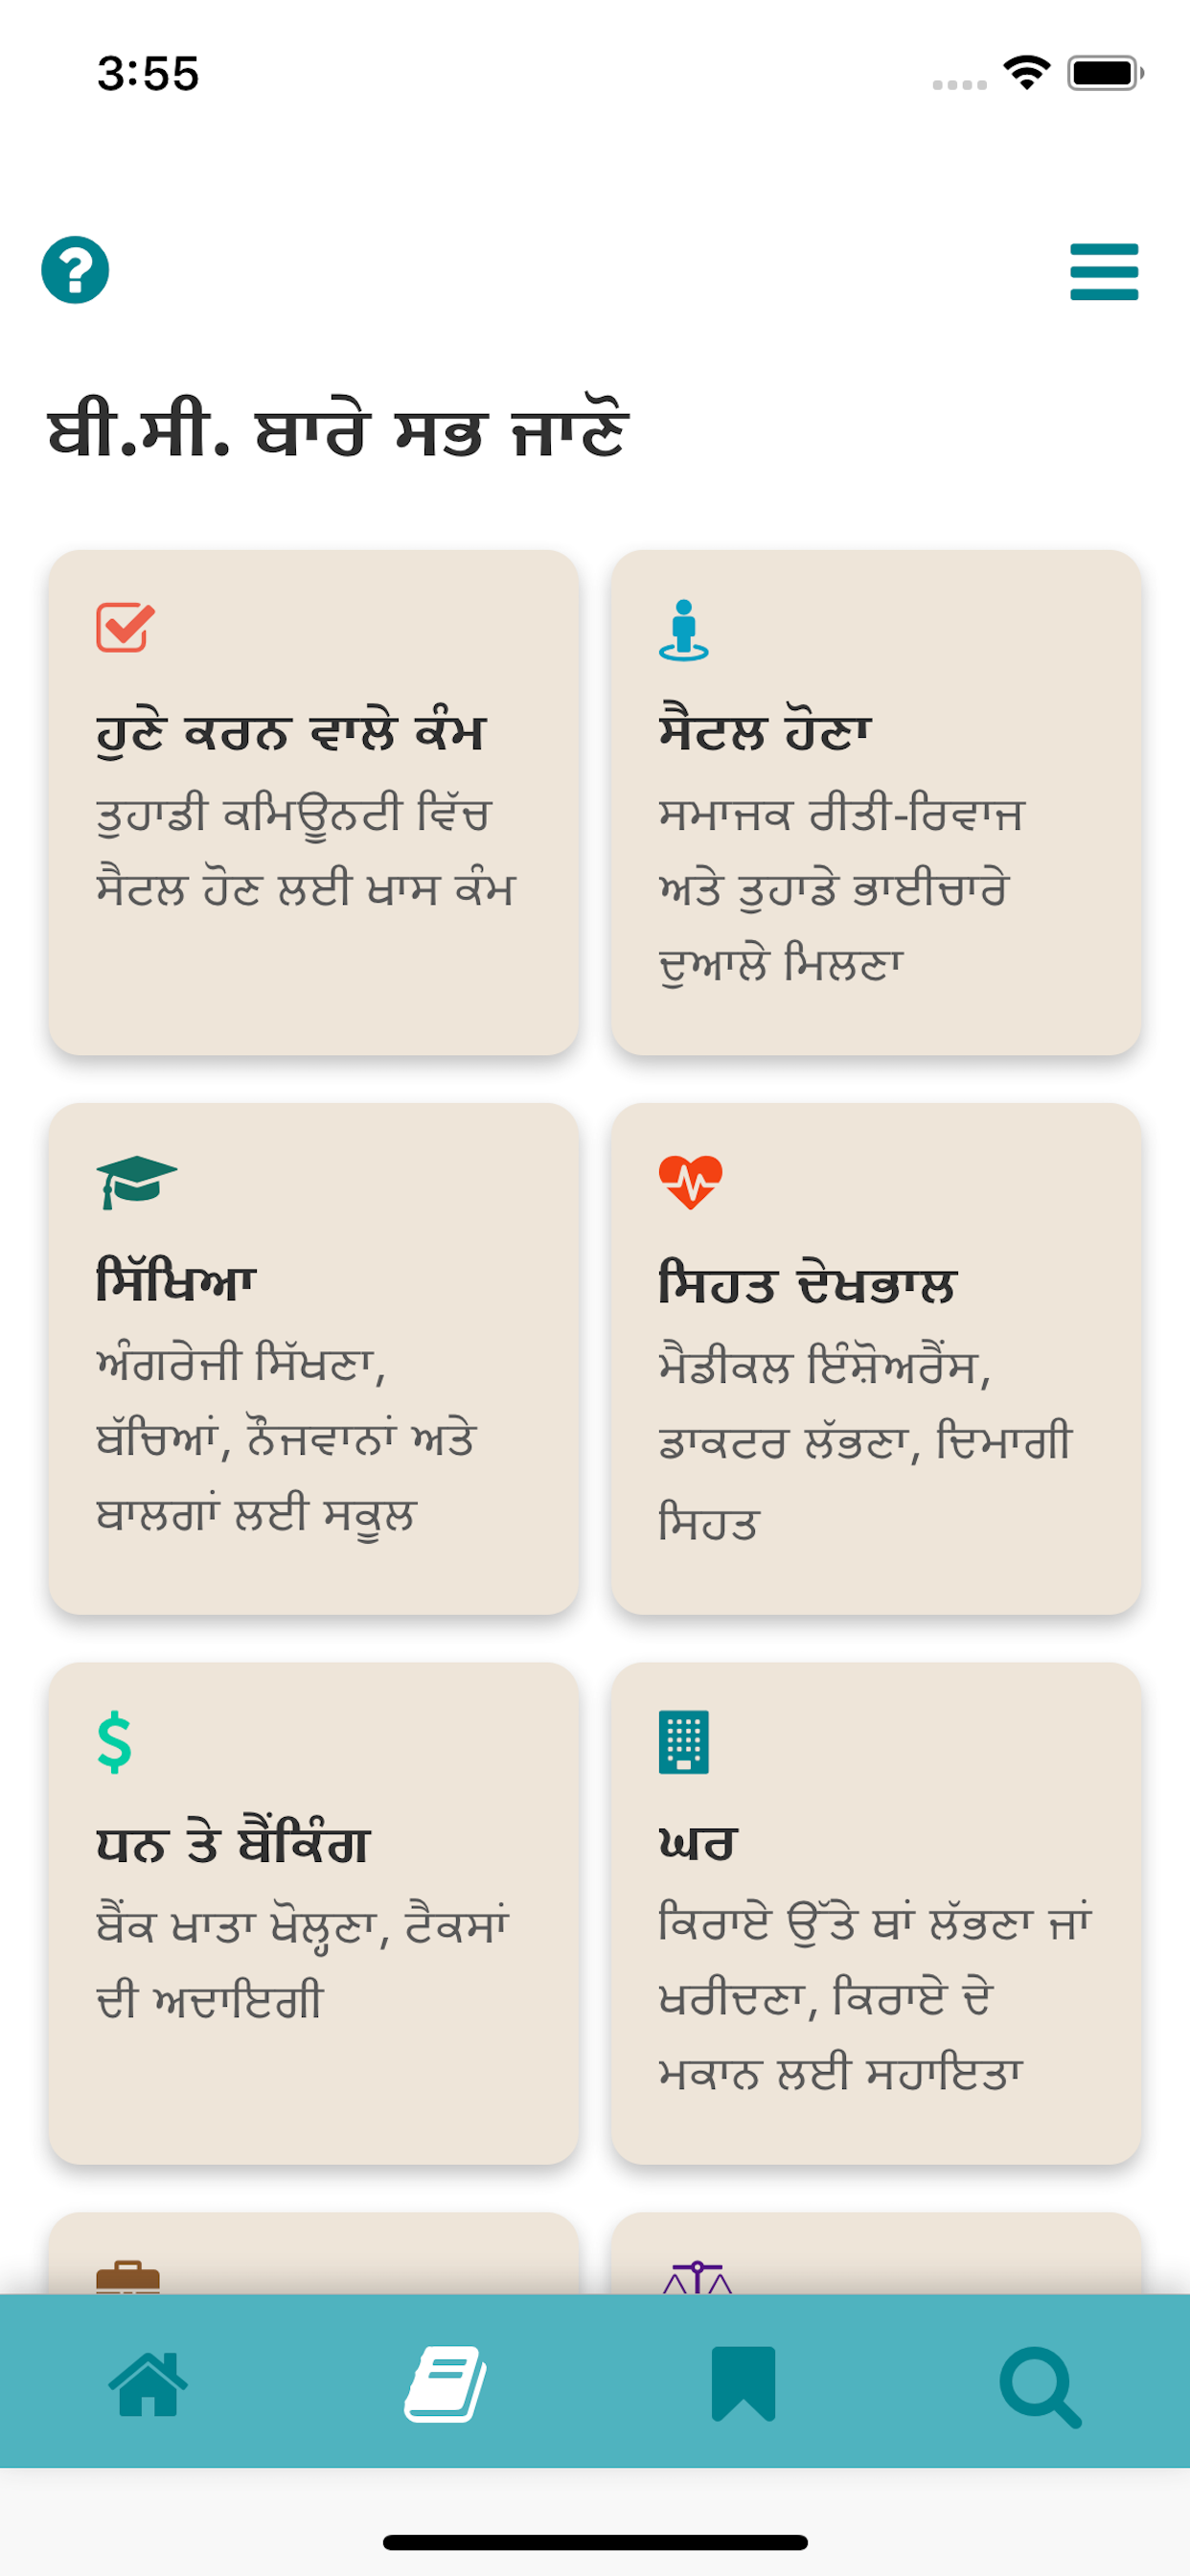 3:55
ਬੀ.ਸੀ. ਬਾਰੇ ਸਭ ਜਾਣੋ
ਹੁਣੇ ਕਰਨ ਵਾਲੇ ਕੰਮ
ਤੁਹਾਡੀ ਕਮਿਊਨਟੀ ਵਿੱਚ
ਸੈਟਲ ਹੋਣ ਲਈ ਖਾਸ ਕੰਮ
ਸੈਟਲ ਹੋਣਾ
ਸਮਾਜਕ ਰੀਤੀ-ਰਿਵਾਜ
ਅਤੇ ਤੁਹਾਡੇ ਭਾਈਚਾਰੇ
ਦੁਆਲੇ ਮਿਲਣਾ
ਸਿੱਖਿਆ
ਅੰਗਰੇਜੀ ਸਿੱਖਣਾ,
ਬੱਚਿਆਂ, ਨੌਜਵਾਨਾਂ ਅਤੇ
ਬਾਲਗਾਂ ਲਈ ਸਕੂਲ
ਸਿਹਤ ਦੇਖਭਾਲ
ਮੈਡੀਕਲ ਇੰਸ਼ੋਅਰੈਂਸ,
ਡਾਕਟਰ ਲੱਭਣਾ, ਦਿਮਾਗੀ
ਸਿਹਤ
ਧਨ ਤੇ ਬੈਂਕਿੰਗ
ਬੈਂਕ ਖਾਤਾ ਖੋਲ੍ਹਣਾ, ਟੈਕਸਾਂ
ਦੀ ਅਦਾਇਗੀ
ਘਰ
ਕਿਰਾਏ ਉੱਤੇ ਥਾਂ ਲੱਭਣਾ ਜਾਂ
ਖਰੀਦਣਾ, ਕਿਰਾਏ ਦੇ
ਮਕਾਨ ਲਈ ਸਹਾਇਤਾ